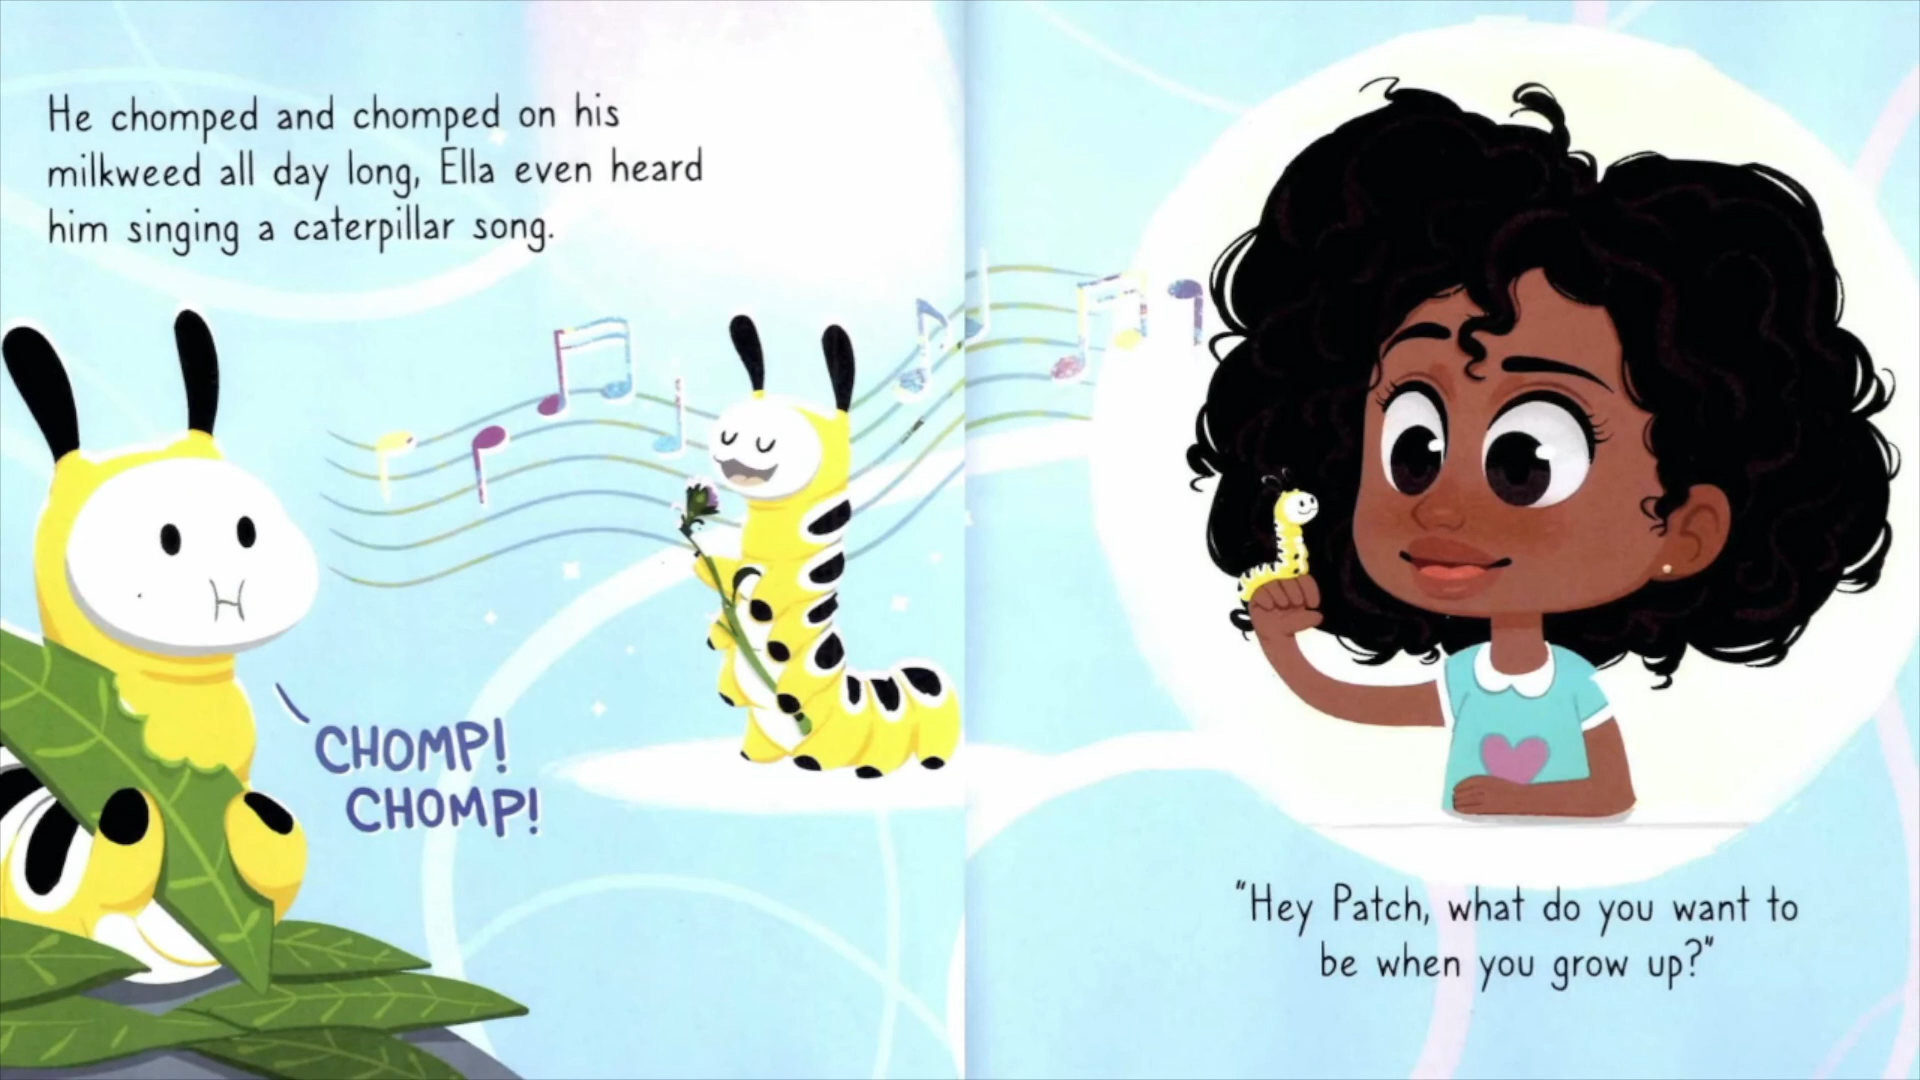 He chomped and chomped on his
milkweed all day long, Ella even heard
him singing a caterpillar song.
CHOMP!
CHOMP!
"Hey Patch, what do you want to
be when you grow up?"